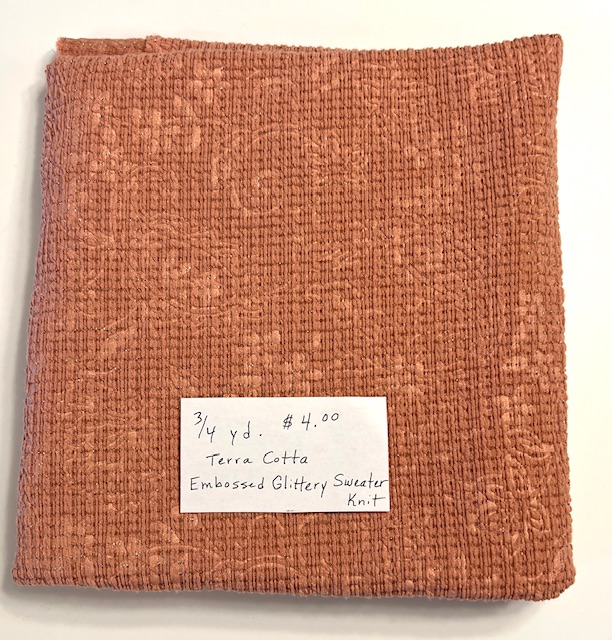 3/4 yd. $4.00
Terra Cotta
Embossed Glittery Sweater
Knit